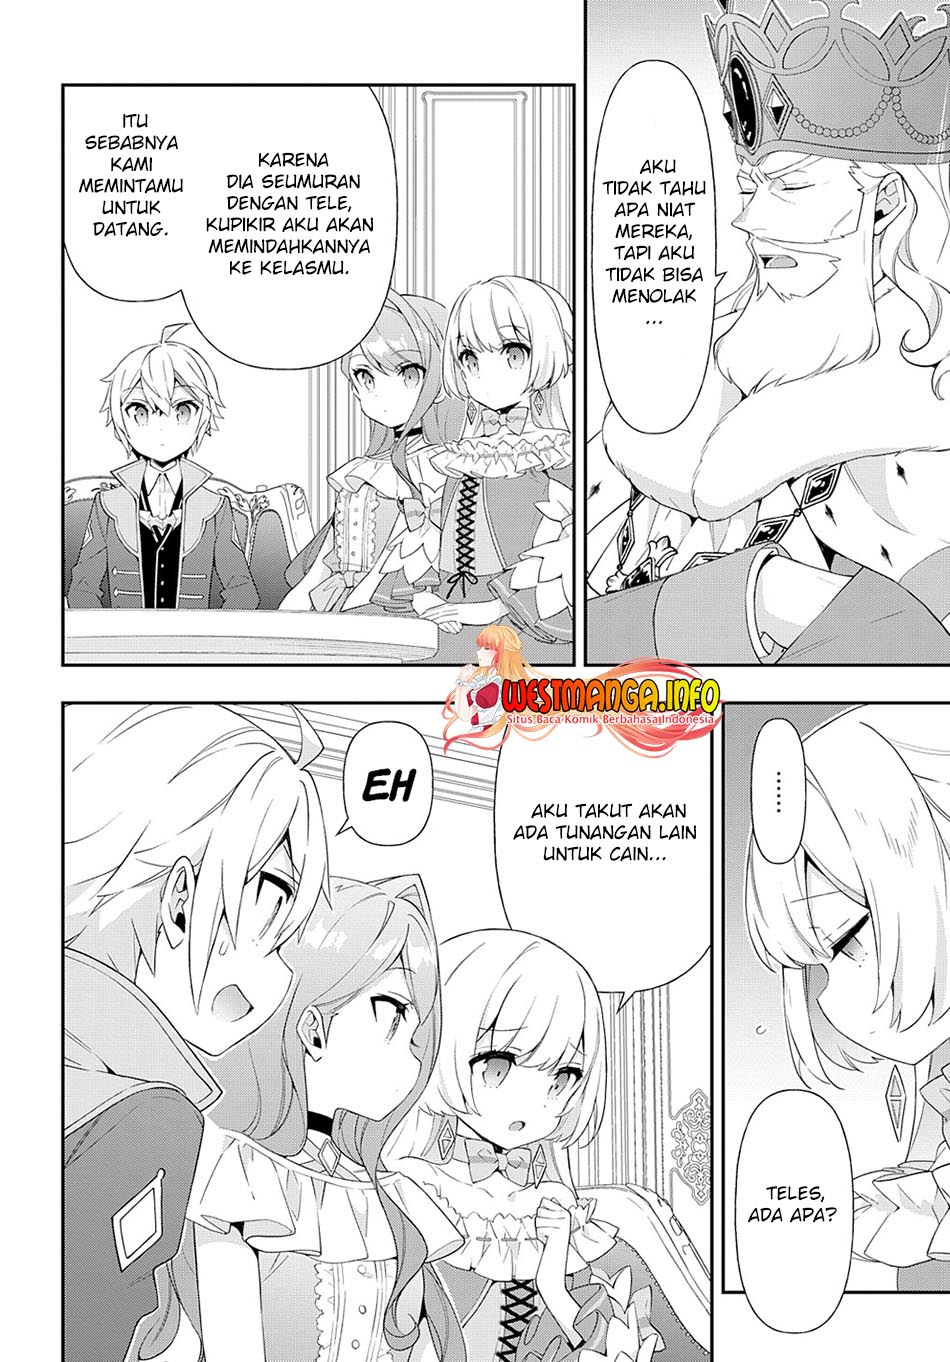 AKU
TIDAK TAHU
APA NIAT
MEREKA,
TAPI AKU
TIDAK BISA
MENOLAK
...
KARENA
DIA SEUMURAN
DENGAN TELE,
KUPIKIR AKU AKAN
MEMINDAHKANNYA
KE KELASMU.
ITU
SEBABNYA
KAMI
MEMINTAMU
UNTUK
DATANG.
WESTMANGA.INFO
Situs Baca Komik Berbahasa Indonesia
........
TELES,
ADA APA?
AKU TAKUT AKAN
ADA TUNANGAN LAIN
UNTUK CAIN...
EH